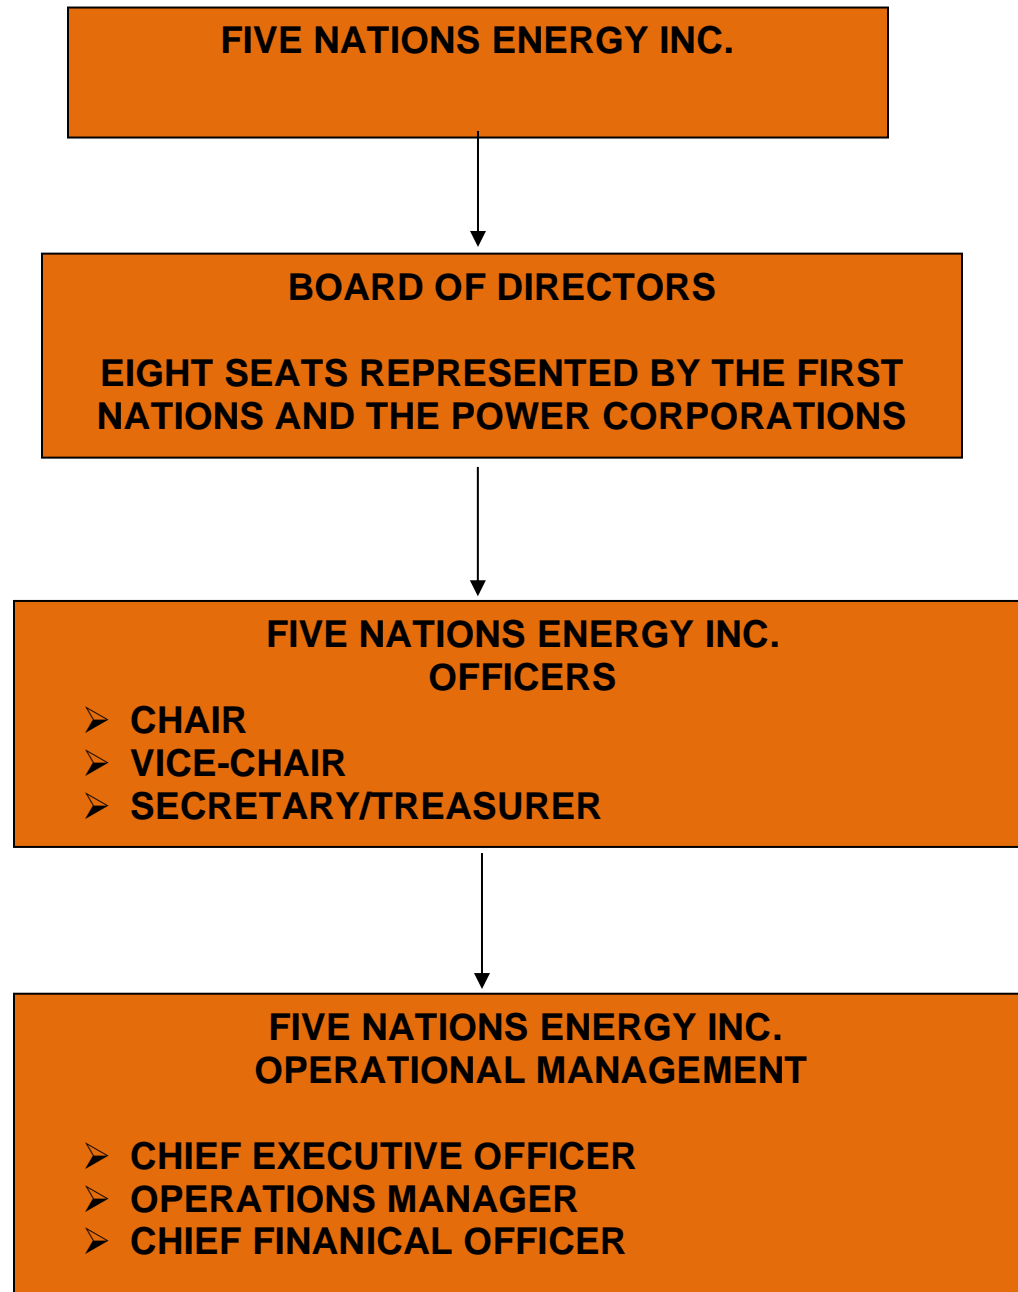 FIVE NATIONS ENERGY INC.
BOARD OF DIRECTORS
EIGHT SEATS REPRESENTED BY THE FIRST
NATIONS AND THE POWER CORPORATIONS
FIVE NATIONS ENERGY INC.
OFFICERS
➢ CHAIR
➢ VICE-CHAIR
➢ SECRETARY/TREASURER
FIVE NATIONS ENERGY INC.
OPERATIONAL MANAGEMENT
➢ CHIEF EXECUTIVE OFFICER
➢ OPERATIONS MANAGER
➢ CHIEF FINANICAL OFFICER